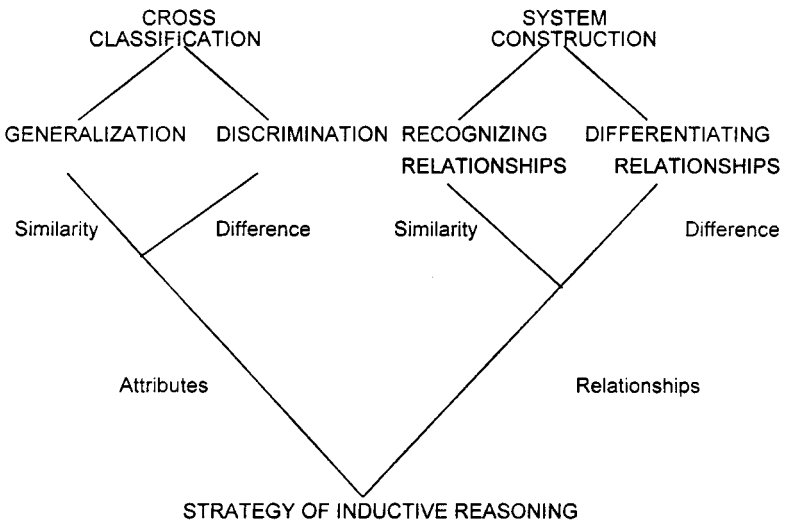 CROSS
CLASSIFICATION
SYSTEM
CONSTRUCTION
GENERALIZATION
DISCRIMINATION
RECOGNIZING
RELATIONSHIPS
DIFFERENTIATING
RELATIONSHIPS
Similarity
Difference
Similarity
Difference
Attributes
Relationships
STRATEGY OF INDUCTIVE REASONING